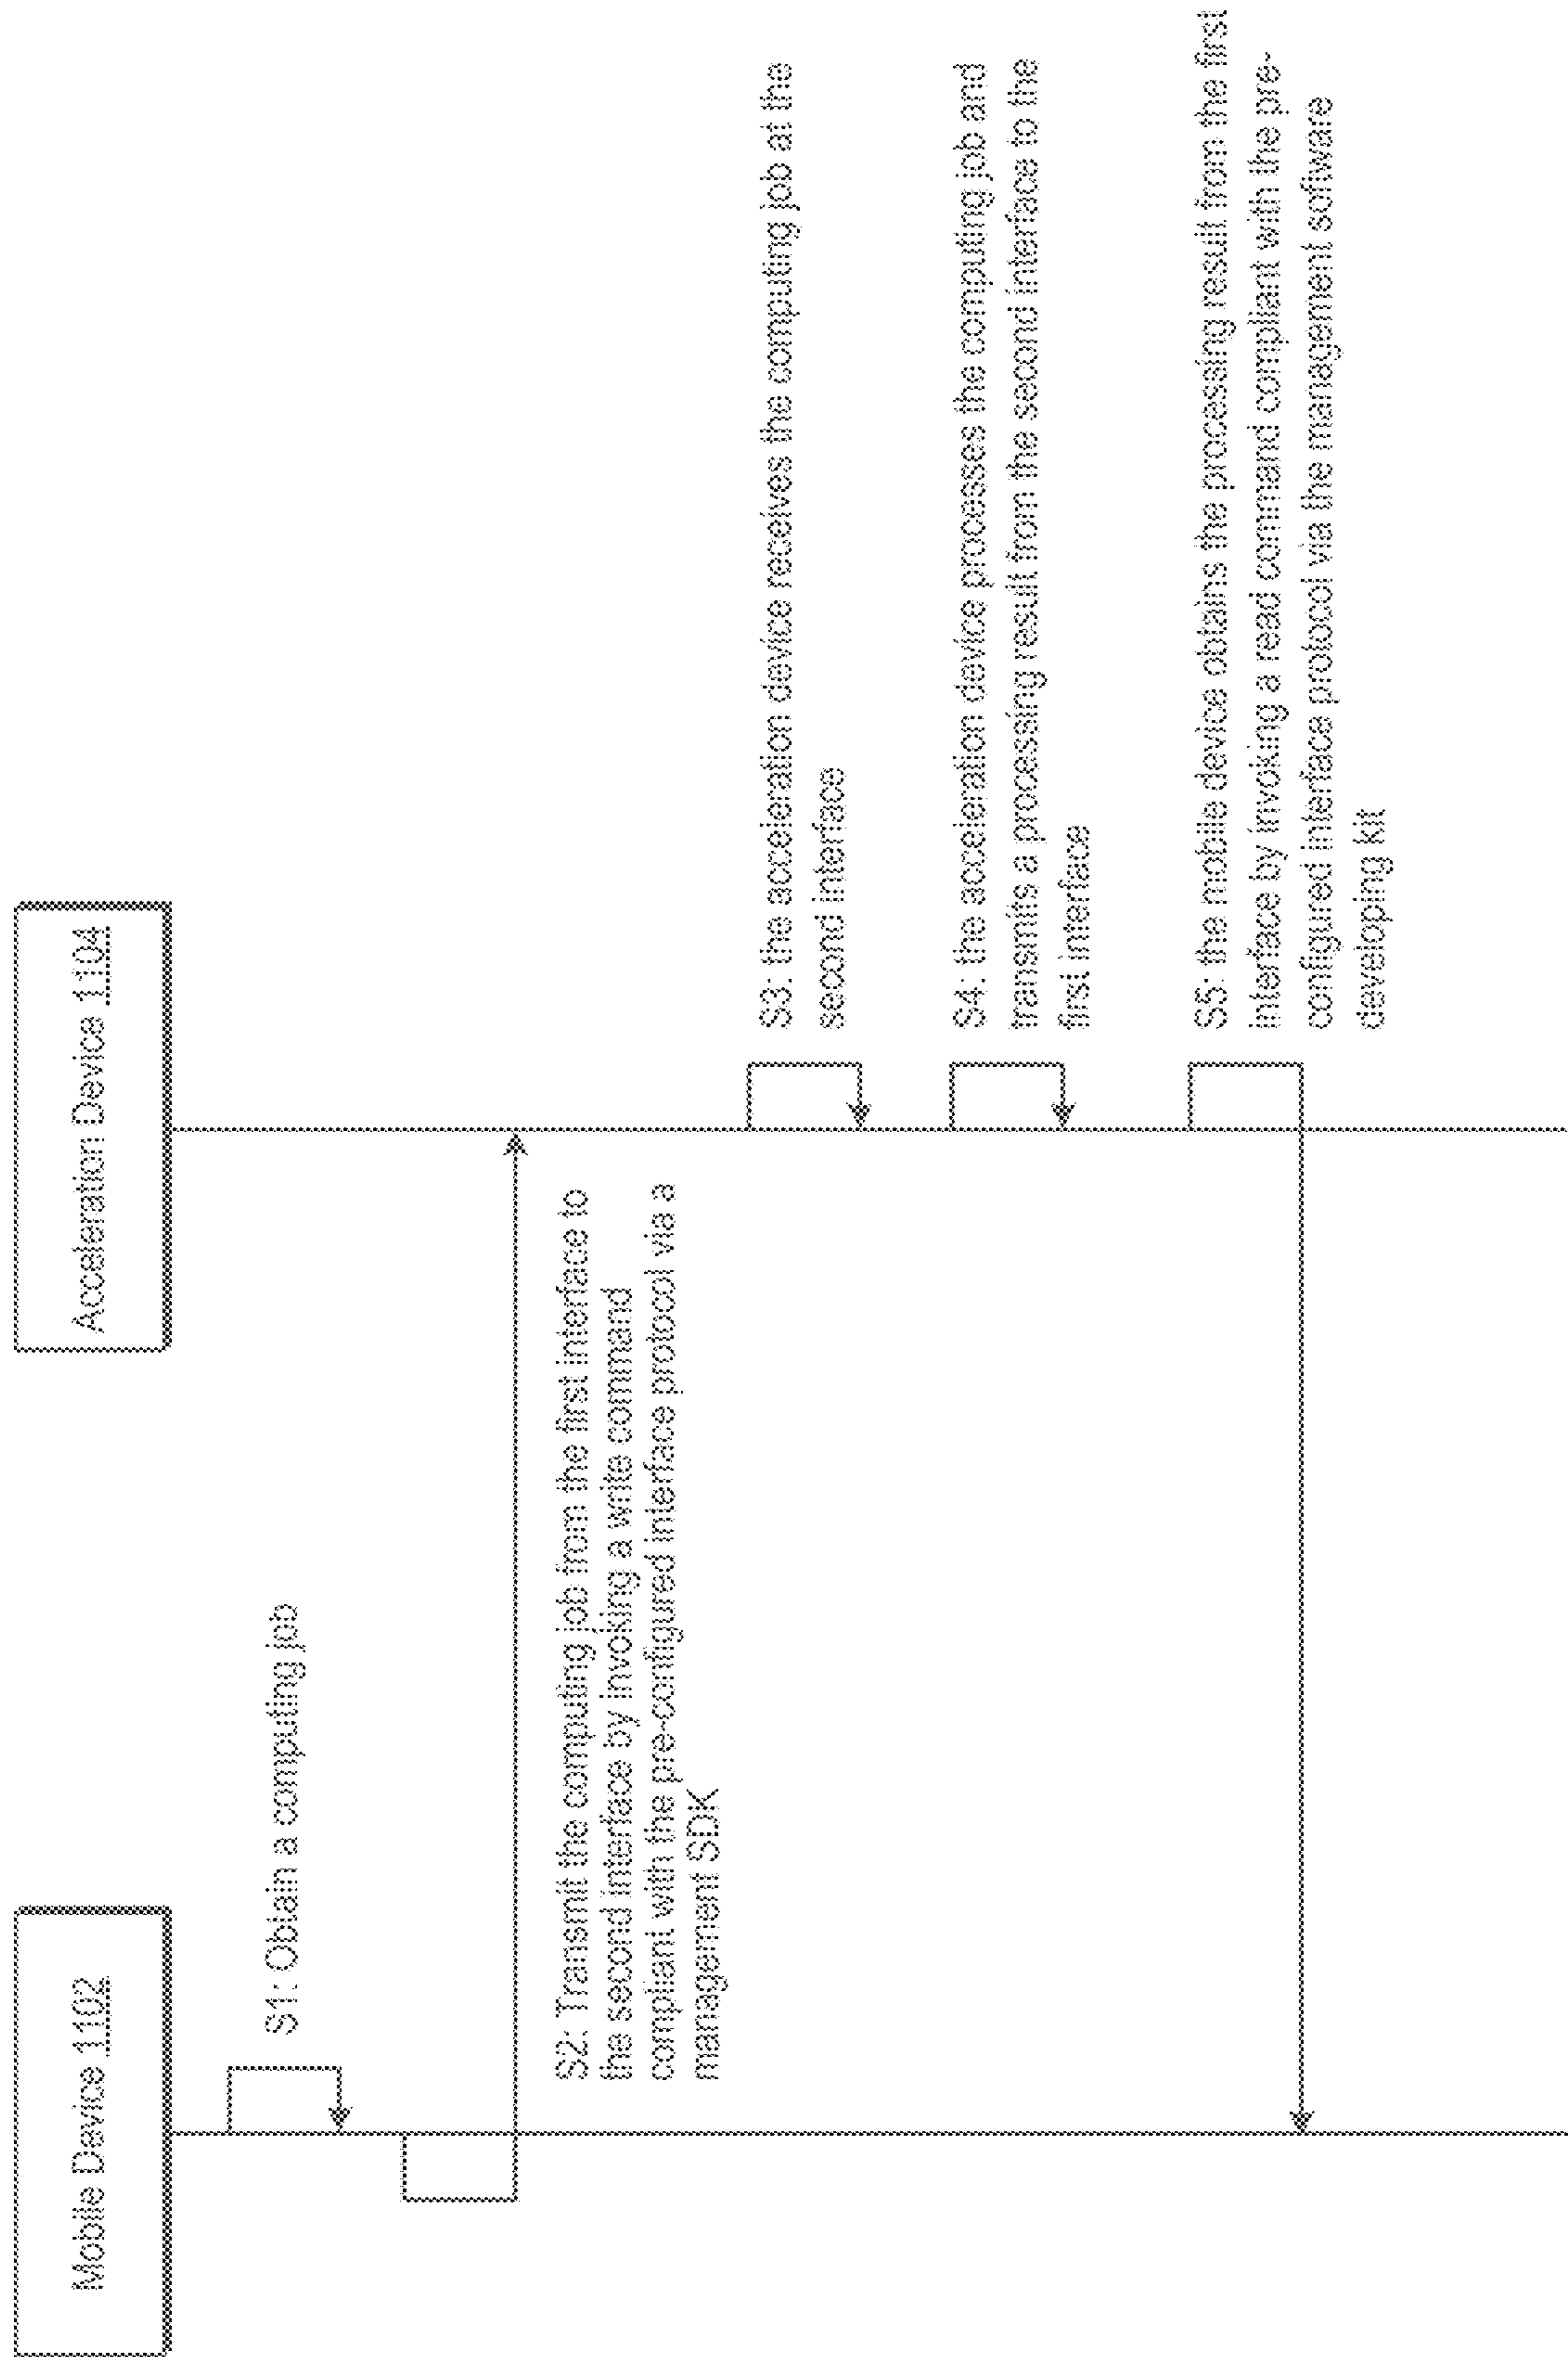 Mobile Device 1102
Acceleration Device 1104
S1: Obtain a computing job
S2: Transmit the computing job from the first interface to
the second interface by invoking a write command
compliant with the pre-configured interface protocol via a
management SDK
S3: the acceleration device receives the computing job at the
second interface
S4: the acceleration device processes the computing job and
transmits a processing result from the second interface to the
first interface
S5: the mobile device obtains the processing result from the first
interface by invoking a read command compliant with the pre-
configured interface protocol via the management software
developing kit